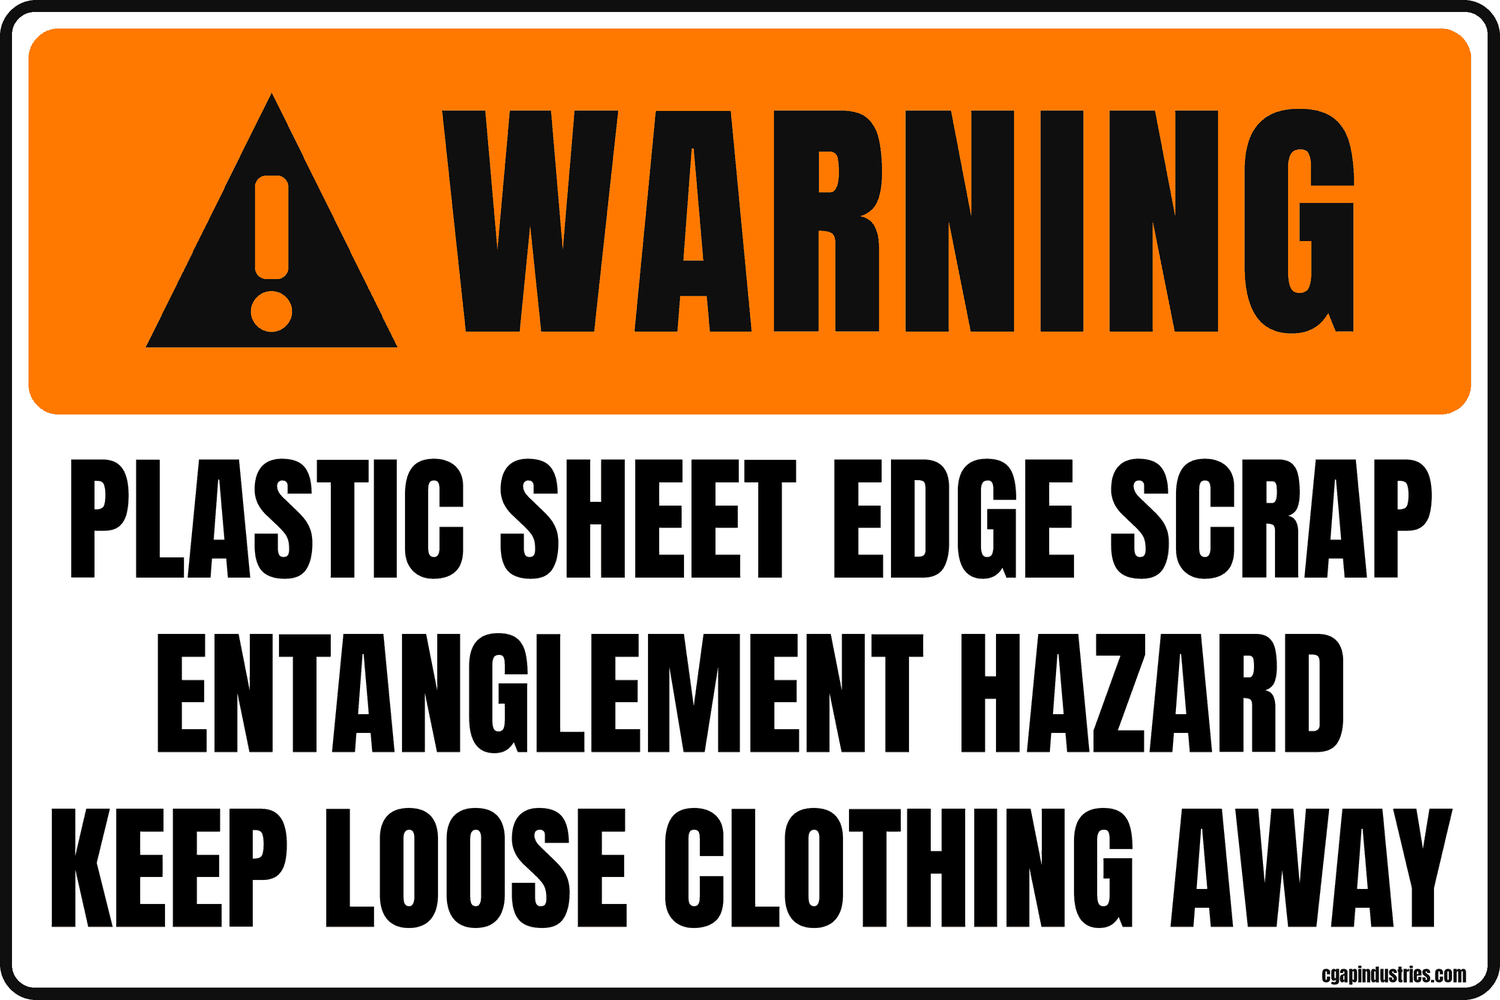 WARNING
PLASTIC SHEET EDGE SCRAP
ENTANGLEMENT HAZARD
KEEP LOOSE CLOTHING AWAY
cgapindustries.com